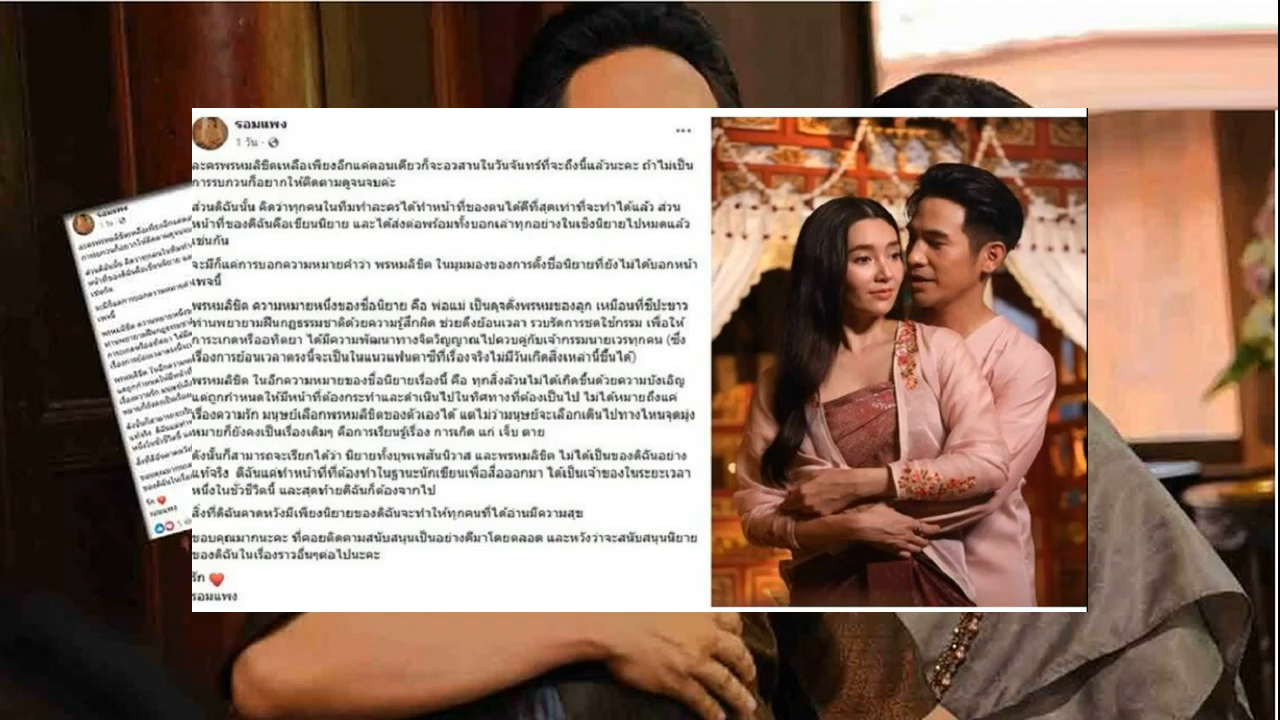 รอมแพง
1 วัน ·
ละครพรหมลิขิตเหลือเพียงอีกแค่ตอนเดียวก็จะอวสานในวันจันทร์ที่จะถึงนี้แล้วนะคะ ถ้าไม่เป็น
การรบกวนก็อยากให้ติดตามดูจนจบค่ะ
ส่วนดิฉันนั้น คิดว่าทุกคนในทีมทำละครได้ทำหน้าที่ของตนได้ดีที่สุดเท่าที่จะทำได้แล้ว ส่วน
หน้าที่ของดิฉันคือเขียนนิยาย และได้ส่งต่อพร้อมทั้งบอกเล่าทุกอย่างในเชิงนิยายไปหมดแล้ว
เช่นกัน
จะมีก็แค่การบอกความหมายคำว่า พรหมลิขิต ในมุมมองของการตั้งชื่อนิยายที่ยังไม่ได้บอกหน้า
เพจนี้
พรหมลิขิต ความหมายหนึ่งของชื่อนิยาย คือ พ่อแม่ เป็นดุจดั่งพรหมของลูก เหมือนที่ชีปะขาว
ท่านพยายามฝืนกฎธรรมชาติด้วยความรู้สึกผิด ช่วยดึงย้อนเวลา รวบรัดการชดใช้กรรม เพื่อให้
การะเกดหรืออทิตยา ได้มีความพัฒนาทางจิตวิญญาณไปควบคู่กับเจ้ากรรมนายเวรทุกคน (ซึ่ง
เรื่องการย้อนเวลาตรงนี้จะเป็นในแนวแฟนตาซีที่เรื่องจริงไม่มีวันเกิดสิ่งเหล่านี้ขึ้นได้)
พรหมลิขิต ในอีกความหมายของชื่อนิยายเรื่องนี้ คือ ทุกสิ่งล้วนไม่ได้เกิดขึ้นด้วยความบังเอิญ
แต่ถูกกำหนดให้มีหน้าที่ต้องกระทำและดำเนินไปในทิศทางที่ต้องเป็นไป ไม่ได้หมายถึงแค่
เรื่องความรัก มนุษย์เลือกพรหมลิขิตของตัวเองได้ แต่ไม่ว่ามนุษย์จะเลือกเดินไปทางไหนจุดมุ่ง
หมายก็ยังคงเป็นเรื่องเดิมๆ คือการเรียนรู้เรื่อง การเกิด แก่ เจ็บ ตาย
ดังนั้นก็สามารถจะเรียกได้ว่า นิยายทั้งบุพเพสันนิวาส และพรหมลิขิต ไม่ได้เป็นของดิฉันอย่าง
แท้จริง ดิฉันแค่ทำหน้าที่ที่ต้องทำในฐานะนักเขียนเพื่อสื่อออกมา ได้เป็นเจ้าของในระยะเวลา
หนึ่งในชั่วชีวิตนี้ และสุดท้ายดิฉันก็ต้องจากไป
สิ่งที่ดิฉันคาดหวังมีเพียงนิยายของดิฉันจะทำให้ทุกคนที่ได้อ่านมีความสุข
ขอบคุณมากนะคะ ที่คอยติดตามสนับสนุนเป็นอย่างดีมาโดยตลอด และหวังว่าจะสนับสนุนนิยาย
ของดิฉันในเรื่องราวอื่นๆต่อไปนะคะ
รัก ❤️
รอมแพง